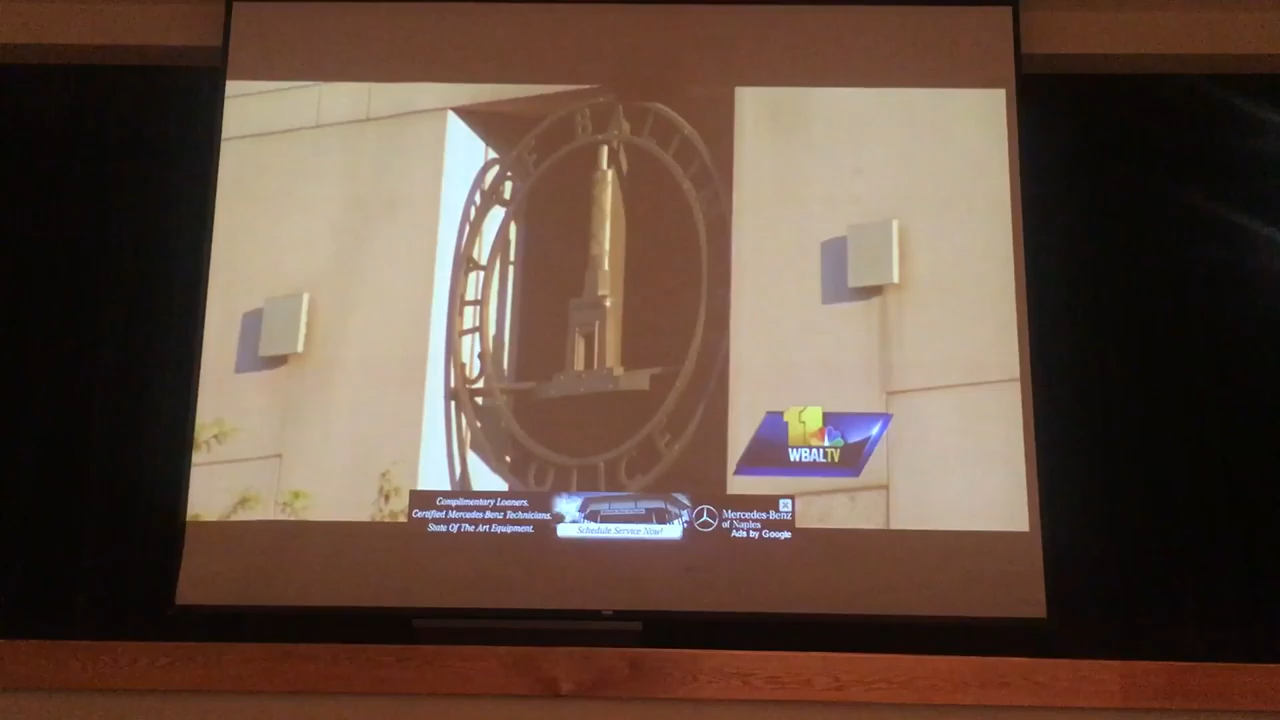 11
WBALTV
Complimentary Loaners.
Certified Mercedes-Benz Technicians.
State Of The Art Equipment.
Schedule Service Now!
Mercedes-Benz
of Naples
Ads by Google